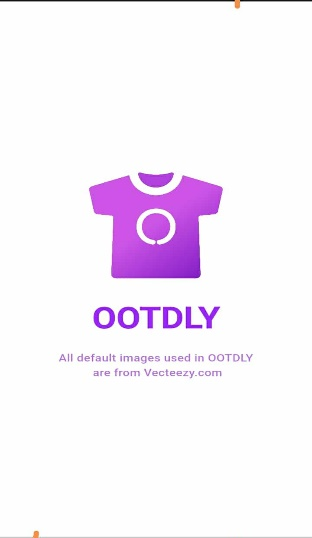 OOTDLY
All default images used in OOTDLY
are from Vecteezy.com